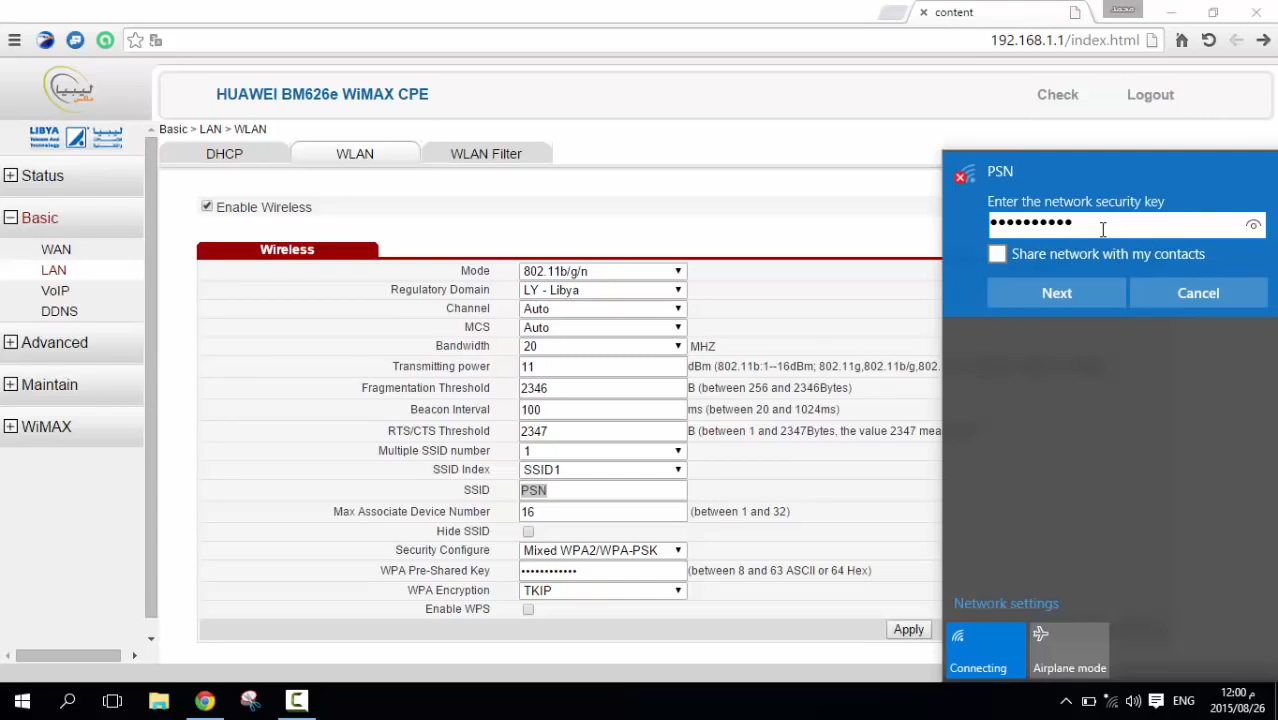 content
محمد
192.168.1.1/index.html
ليبيا
ماكس
HUAWEI BM626e WiMAX CPE
Check
Logout
LIBYA
Basic > LAN > WLAN
DHCP
WLAN
WLAN Filter
Status
Basic
WAN
LAN
VoIP
DDNS
Advanced
Maintain
WiMAX
Enable Wireless
Wireless
Mode 802.11b/g/n
Regulatory Domain LY - Libya
Channel Auto
MCS Auto
Bandwidth 20 MHZ
Transmitting power 11 dBm (802.11b:1--16dBm; 802.11g,802.11b/g,802.
Fragmentation Threshold 2346 B (between 256 and 2346Bytes)
Beacon Interval 100 ms (between 20 and 1024ms)
RTS/CTS Threshold 2347 B (between 1 and 2347Bytes, the value 2347 mea
Multiple SSID number 1
SSID Index SSID1
SSID PSN
Max Associate Device Number 16 (between 1 and 32)
Hide SSID
Security Configure Mixed WPA2/WPA-PSK
WPA Pre-Shared Key •••••••••••• (between 8 and 63 ASCII or 64 Hex)
WPA Encryption TKIP
Enable WPS
Apply
PSN
Enter the network security key
••••••••••
Share network with my contacts
Next
Cancel
Network settings
Connecting
Airplane mode
ENG
12:00 م
2015/08/26